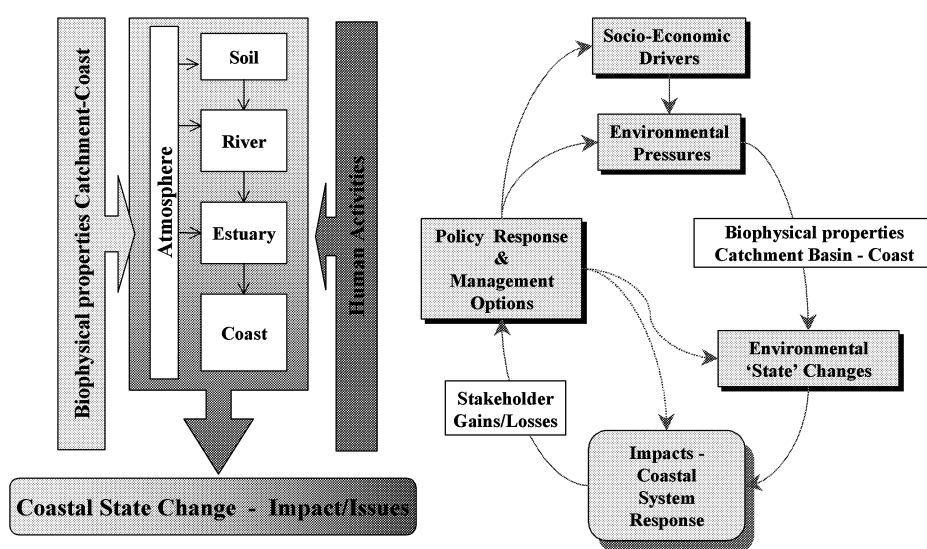 Biophysical properties Catchment-Coast
Atmosphere
Soil
River
Estuary
Coast
Human Activities
Coastal State Change - Impact/Issues
Socio-Economic
Drivers
Environmental
Pressures
Policy Response
&
Management
Options
Biophysical properties
Catchment Basin - Coast
Environmental
‘State’ Changes
Stakeholder
Gains/Losses
Impacts -
Coastal
System
Response